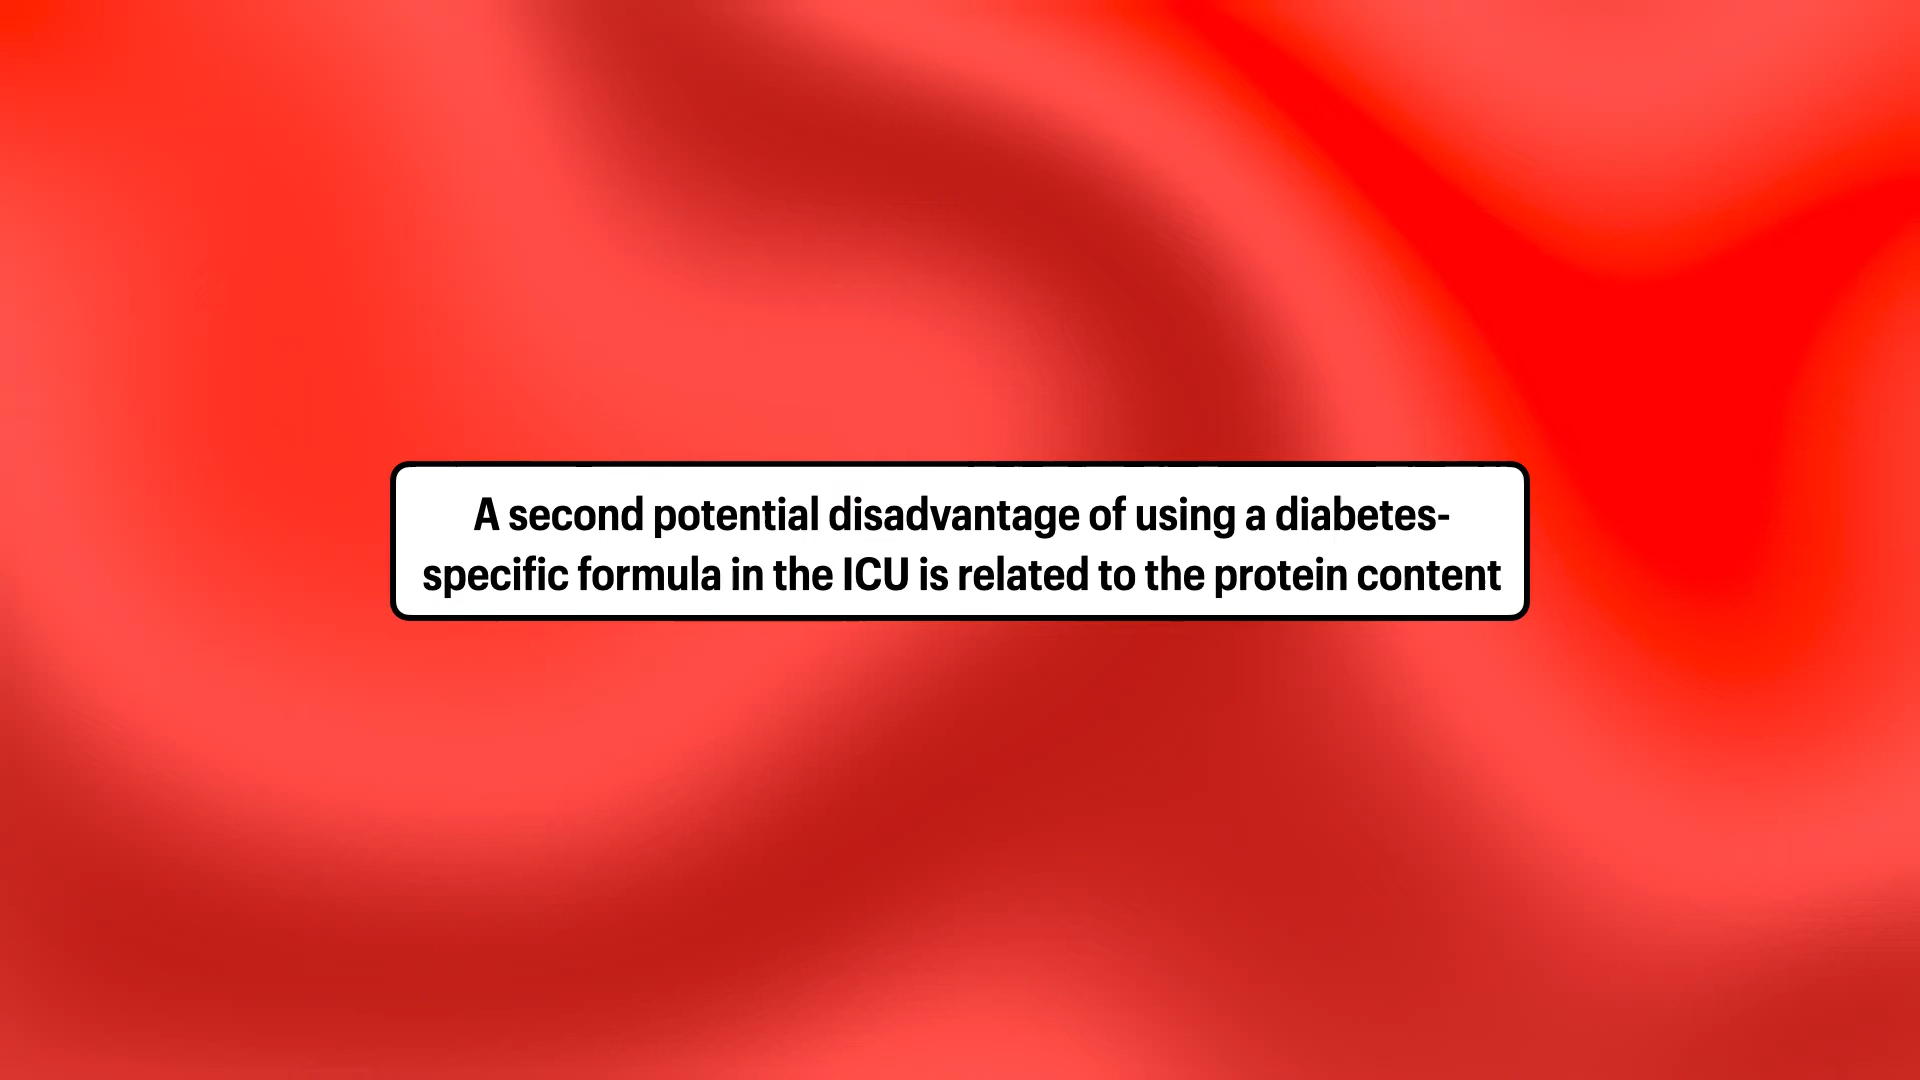 A second potential disadvantage of using a diabetes-
specific formula in the ICU is related to the protein content